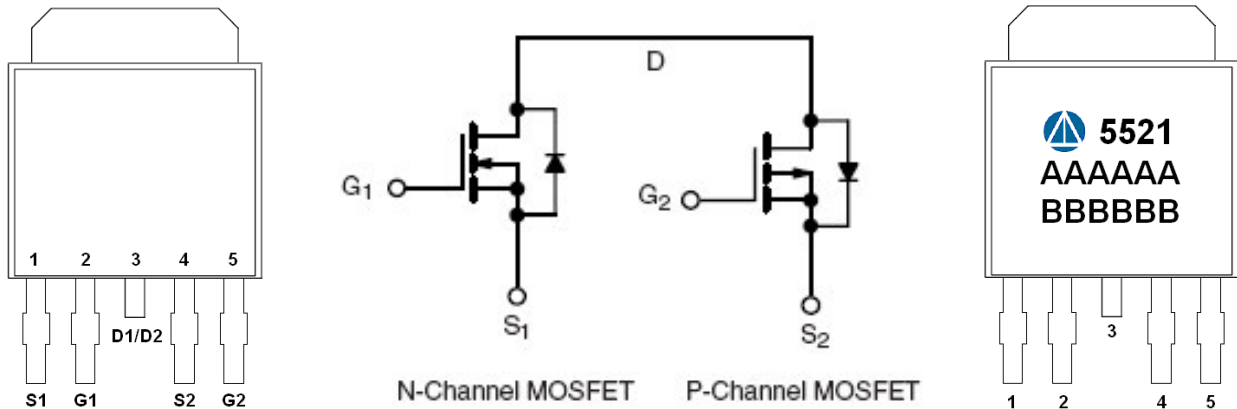 1 2 3 4 5
D1/D2
S1 G1 S2 G2
D
G1
G2
S1
S2
N-Channel MOSFET
P-Channel MOSFET
5521
AAAAAA
BBBBBB
3
1 2 4 5